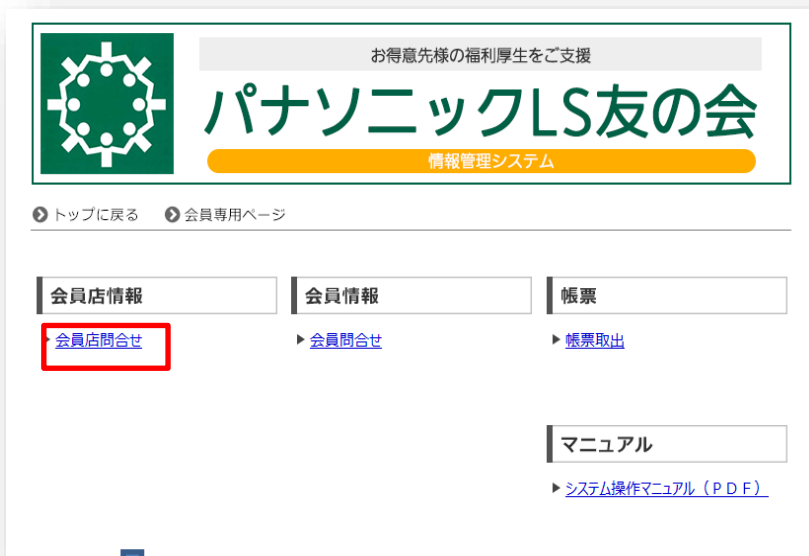 お得意先様の福利厚生をご支援
パナソニックLS友の会
情報管理システム
トップに戻る 会員専用ページ
会員店情報
会員店問合せ
会員情報
会員問合せ
帳票
帳票取出
マニュアル
システム操作マニュアル（ＰＤＦ）